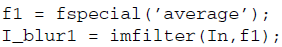 f1 = fspecial(’average’);
I_blur1 = imfilter(In,f1);